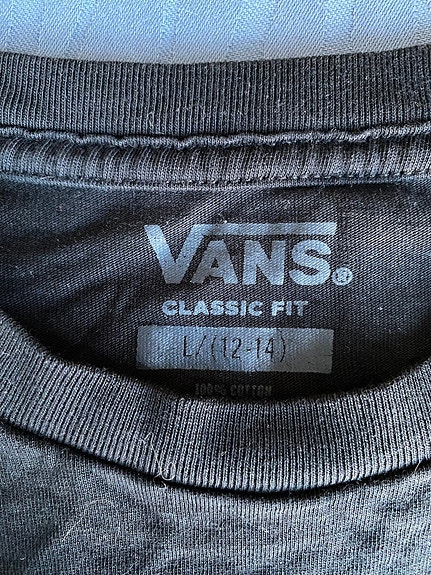 VANS®
CLASSIC FIT
L/(12-14)
100% COTTON